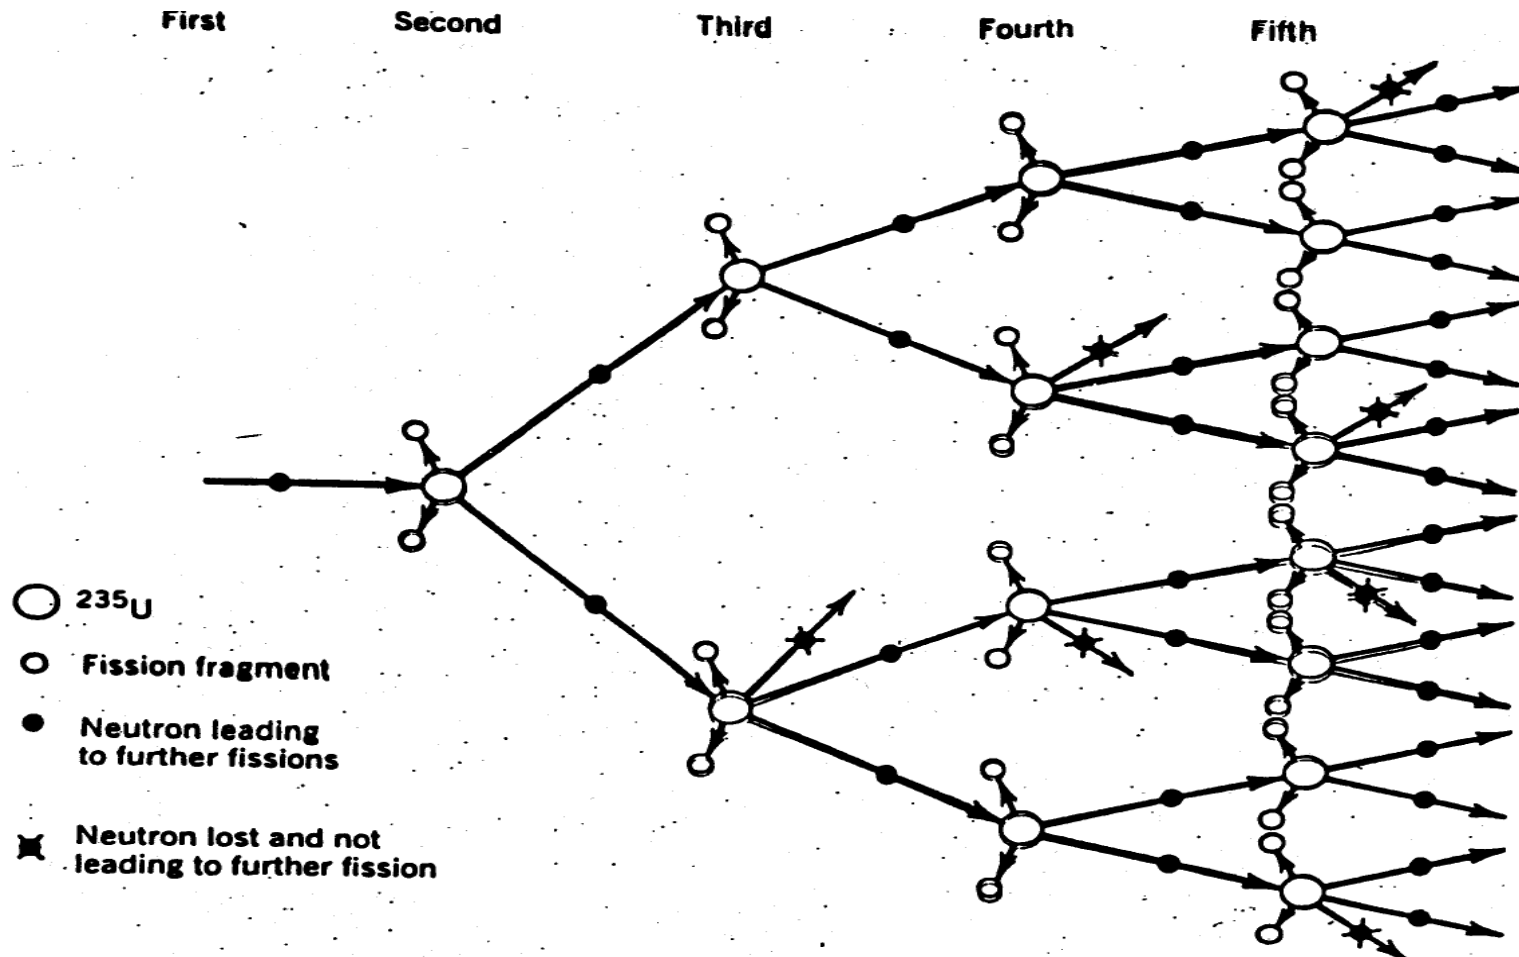 First Second Third Fourth Fifth
235U
Fission fragment
Neutron leading
to further fissions
Neutron lost and not
leading to further fission